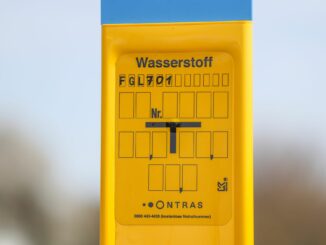 Wasserstoff
FGL701
Nr.
ONTRAS